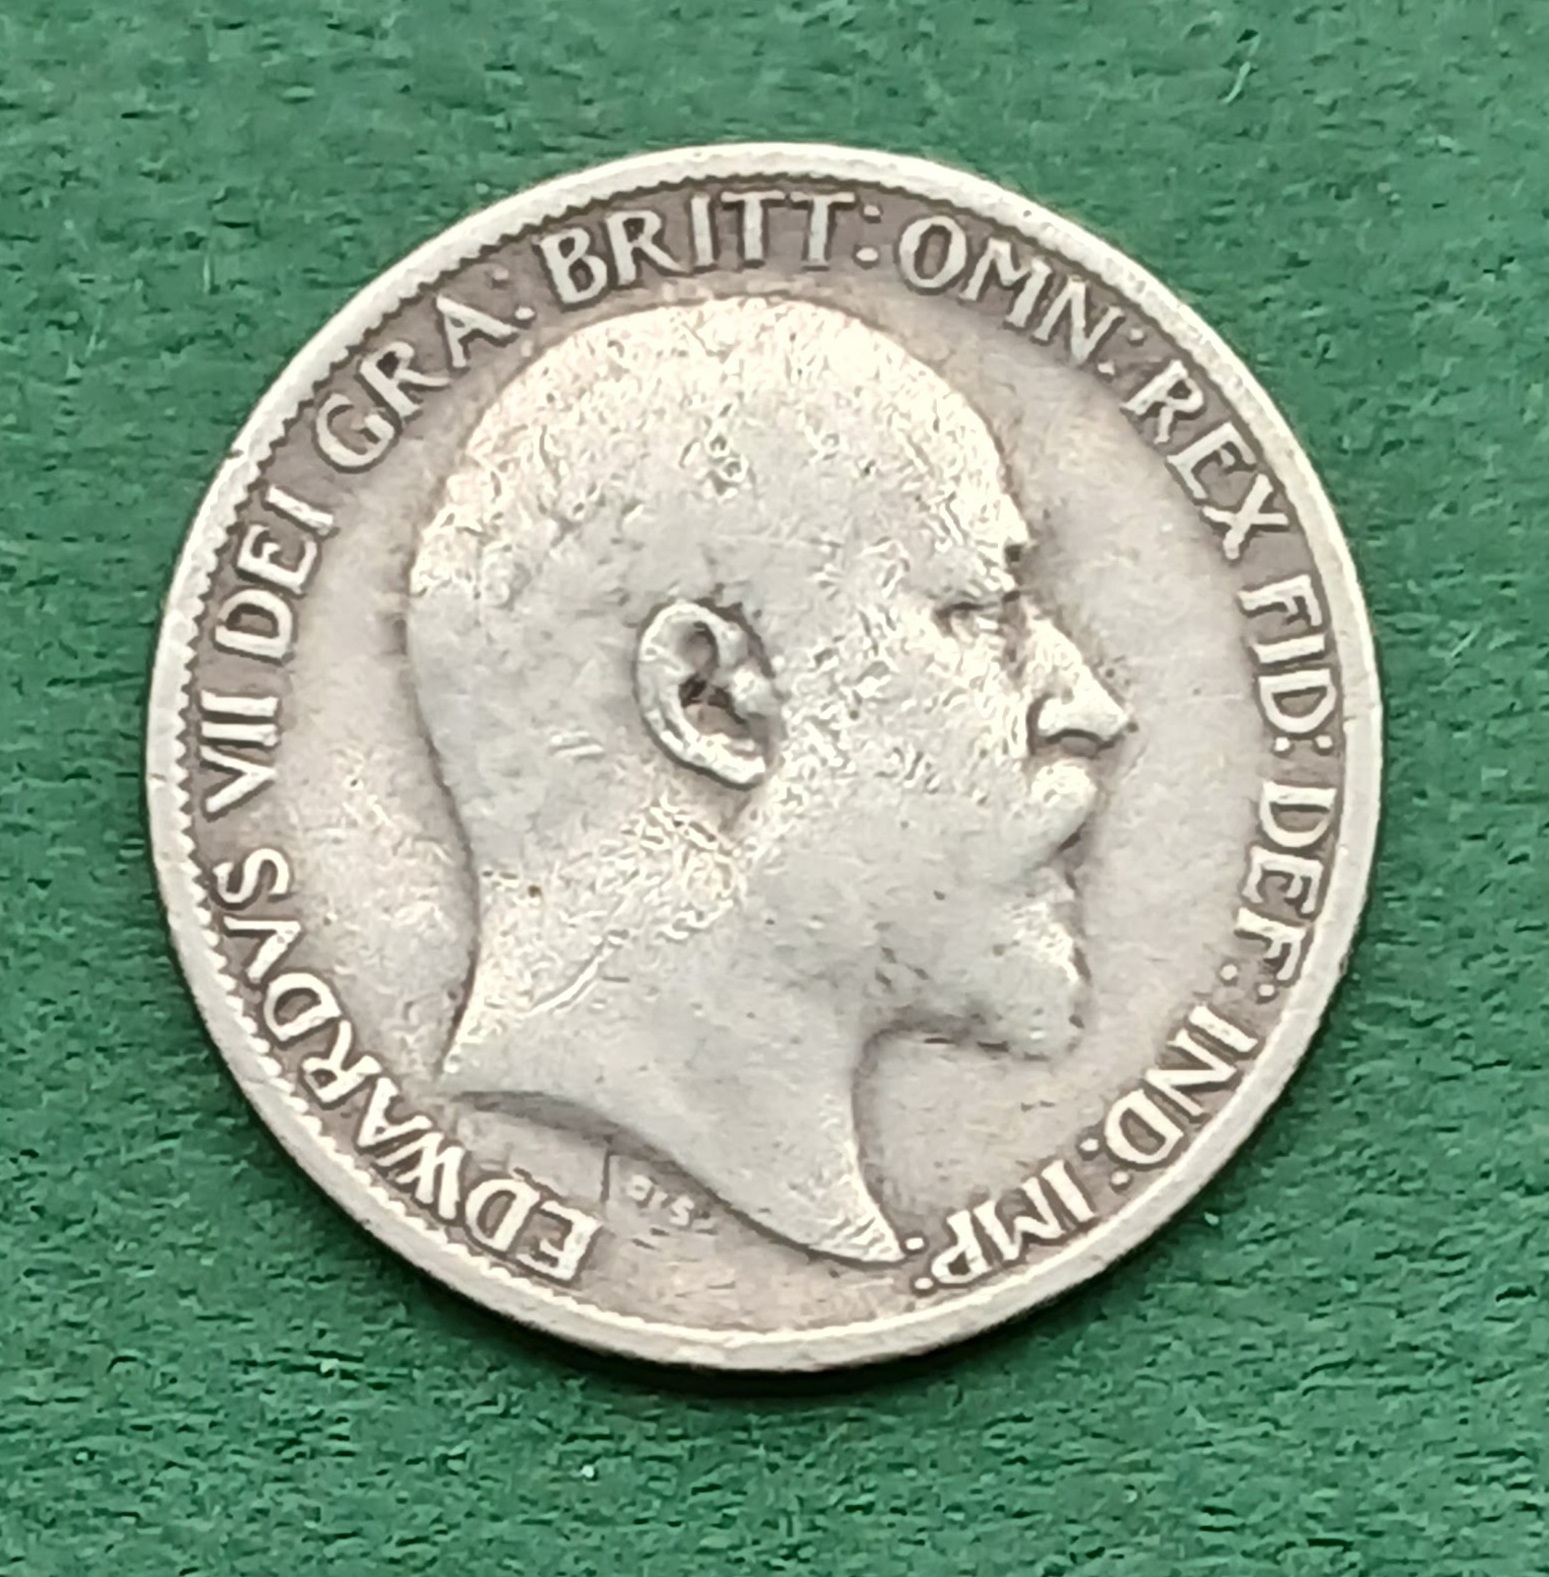 EDWARDVS VII DEI GRA: BRITT: OMN: REX FID: DEF: IND: IMP: